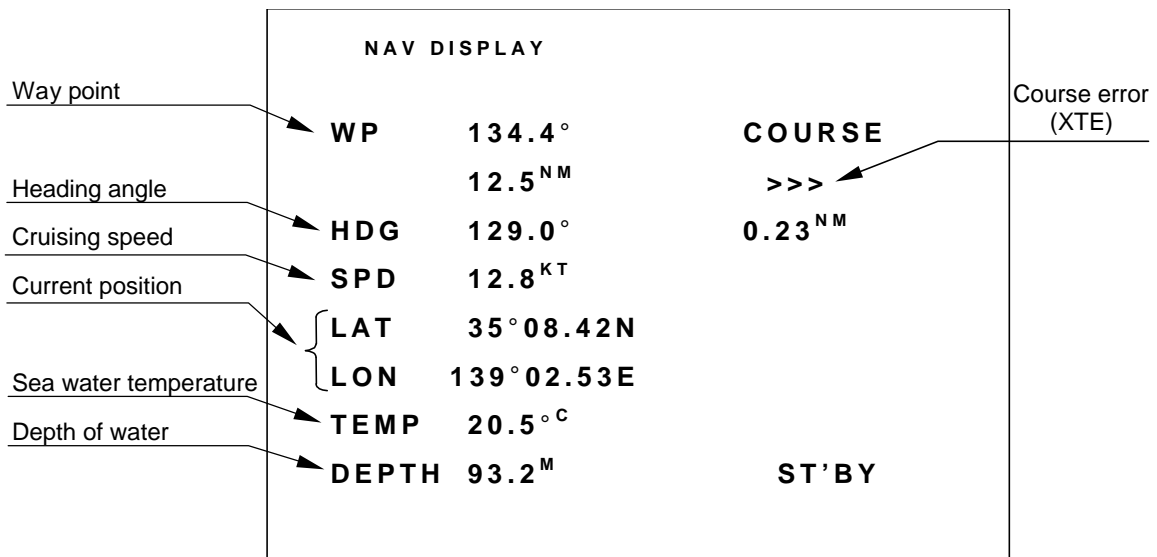 NAV DISPLAY
Way point
Course error
(XTE)
WP 134.4° COURSE
12.5NM >>>
Heading angle
HDG 129.0° 0.23NM
Cruising speed
SPD 12.8KT
Current position
LAT 35°08.42N
LON 139°02.53E
Sea water temperature
TEMP 20.5°C
Depth of water
DEPTH 93.2M ST’BY